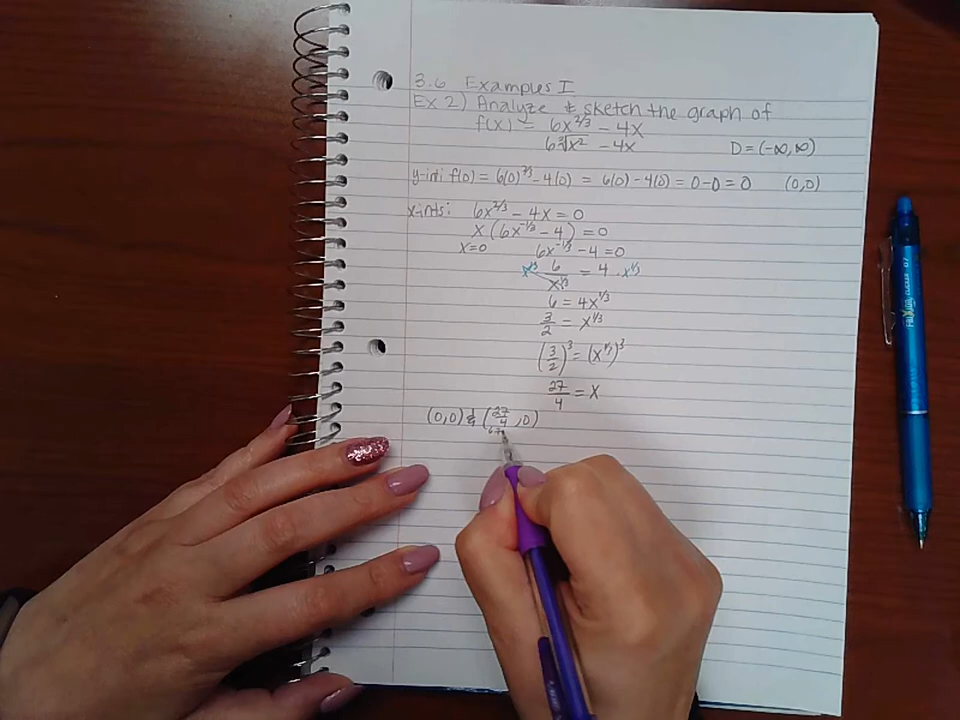 3.6 Examples I
Ex 2) Analyze & sketch the graph of
f(x) = 6x^{2/3} - 4x
6∛x² - 4x D = (-∞, ∞)
y-int: f(0) = 6(0)^{2/3} - 4(0) = 6(0) - 4(0) = 0 - 0 = 0 (0,0)
x-ints: 6x^{2/3} - 4x = 0
x(6x^{-1/3} - 4) = 0
x=0 6x^{-1/3} - 4 = 0
x^{1/3} · 6/x^{1/3} = 4 · x^{1/3}
6 = 4x^{1/3}
3/2 = x^{1/3}
(3/2)^3 = (x^{1/3})^3
27/4 = x
(0,0) & (27/4, 0)